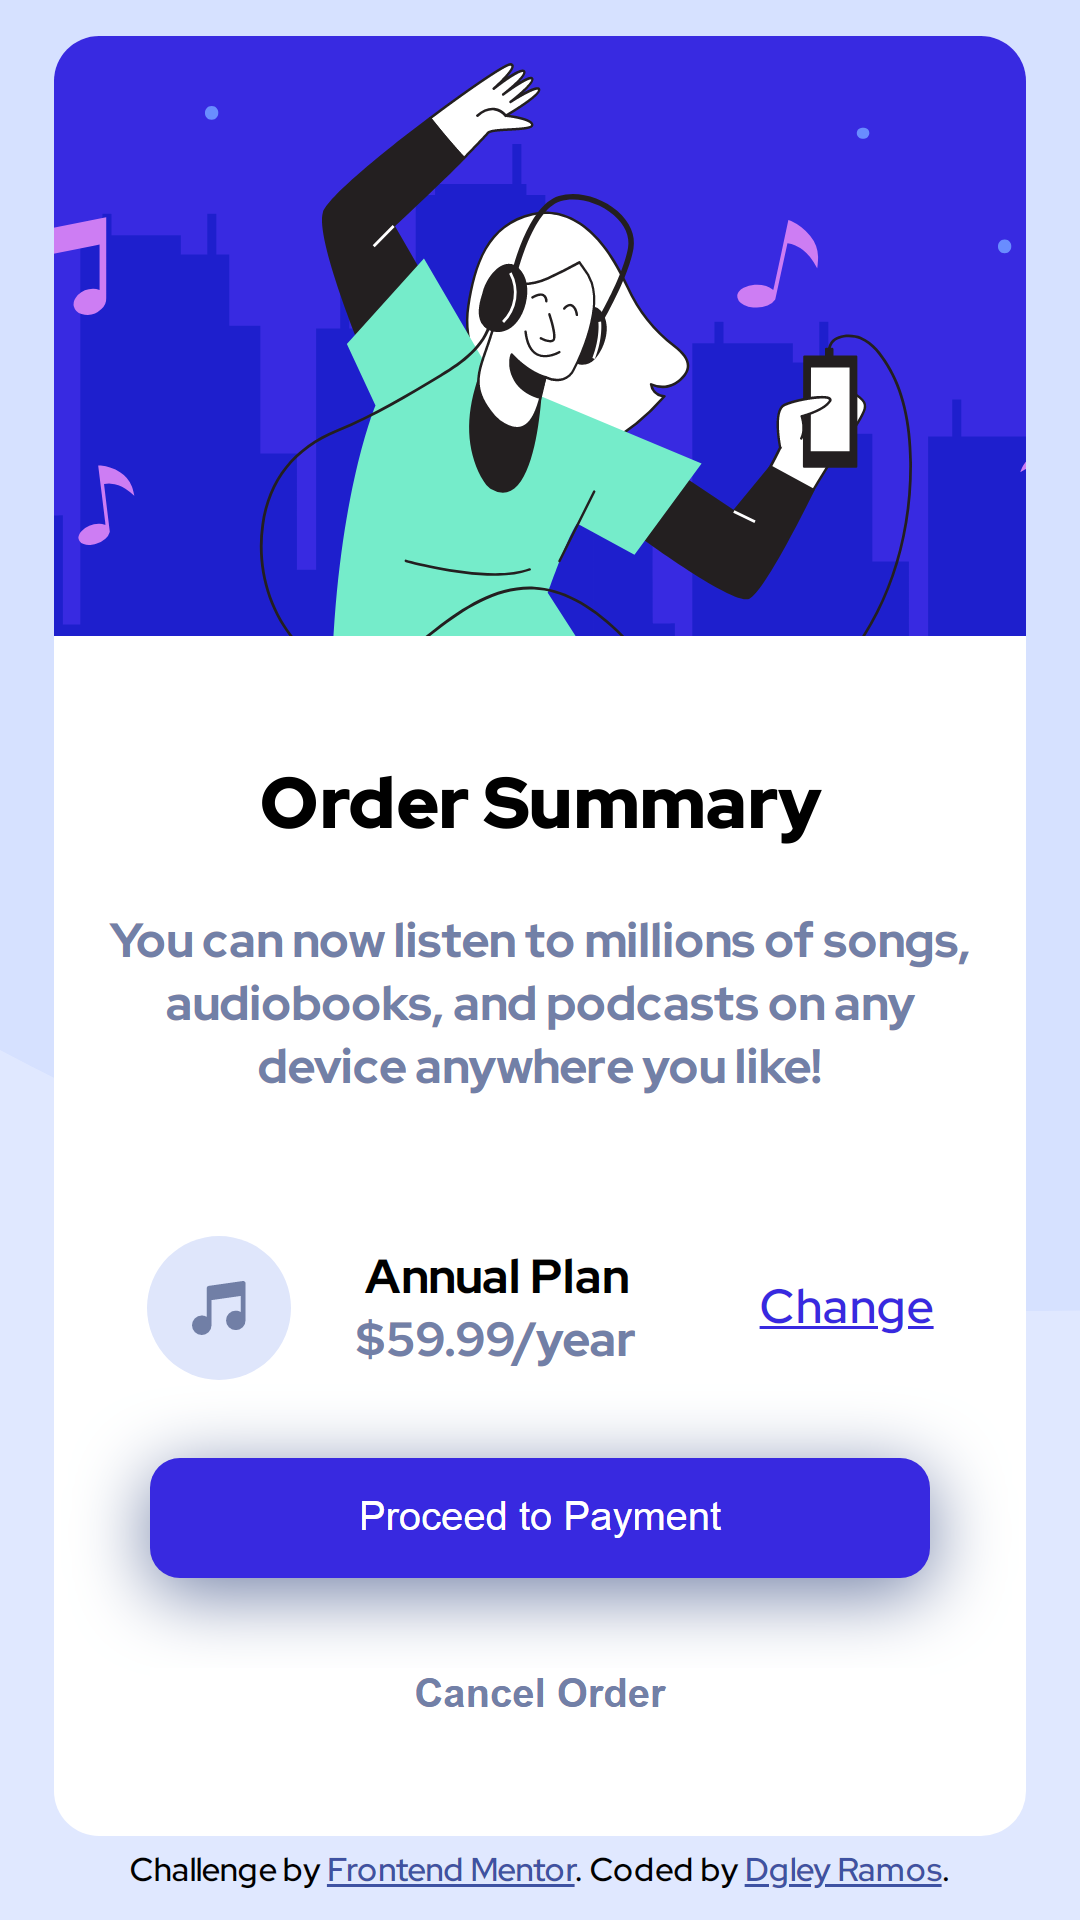 Order Summary
You can now listen to millions of songs,
audiobooks, and podcasts on any
device anywhere you like!
Annual Plan
$59.99/year
Change
Proceed to Payment
Cancel Order
Challenge by Frontend Mentor. Coded by Dgley Ramos.